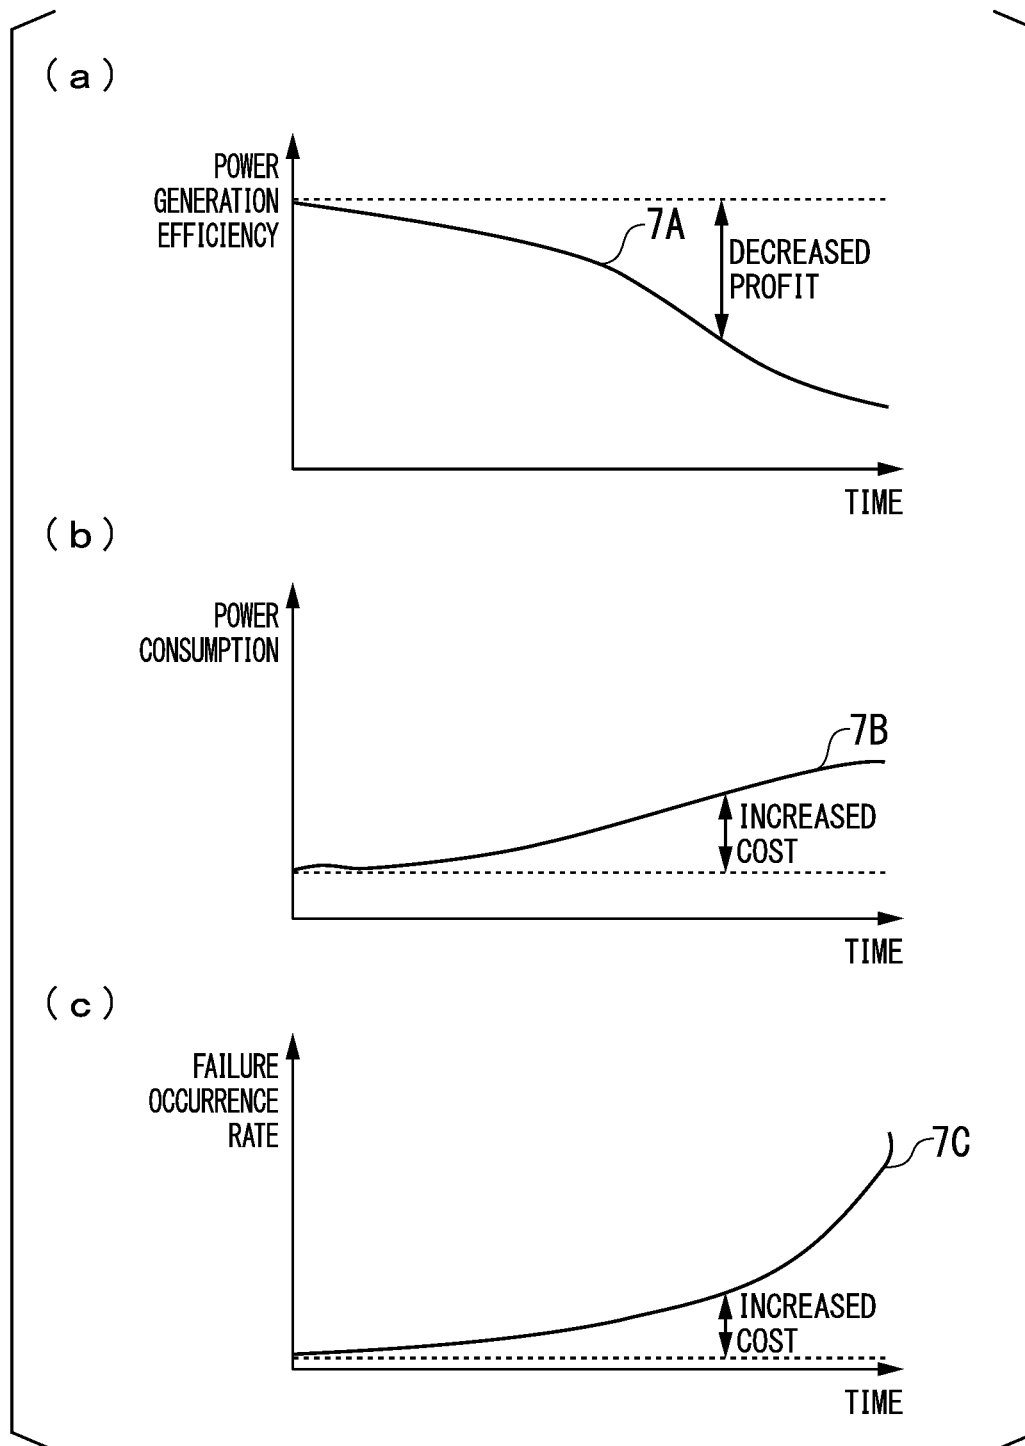 (a)
POWER
GENERATION
EFFICIENCY
7A
DECREASED
PROFIT
TIME
(b)
POWER
CONSUMPTION
7B
INCREASED
COST
TIME
(c)
FAILURE
OCCURRENCE
RATE
7C
INCREASED
COST
TIME